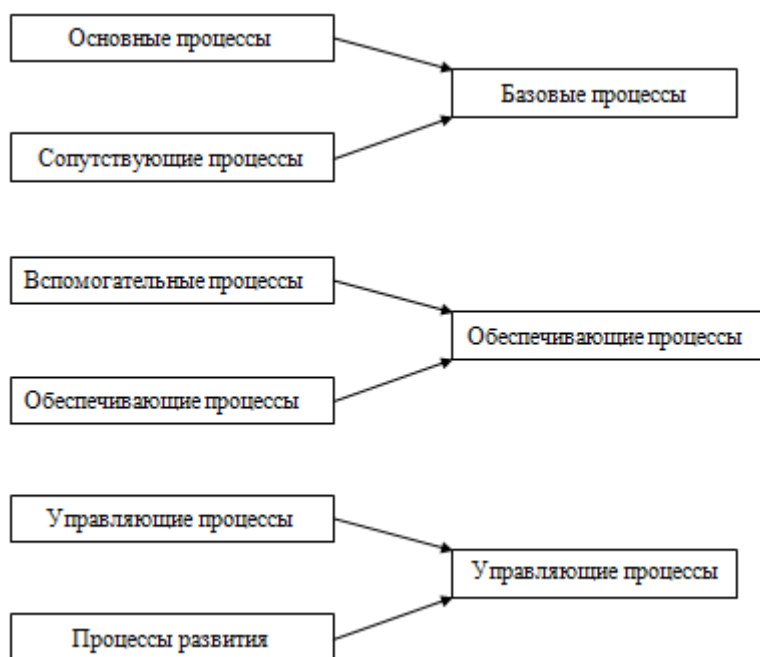 Основные процессы
Базовые процессы
Сопутствующие процессы
Вспомогательные процессы
Обеспечивающие процессы
Обеспечивающие процессы
Управляющие процессы
Управляющие процессы
Процессы развития